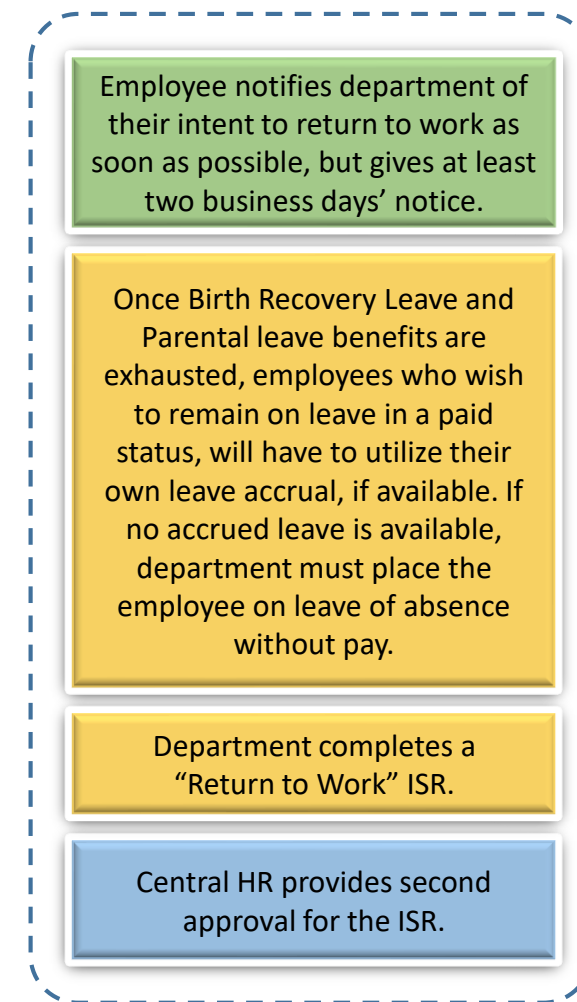 Employee notifies department of
their intent to return to work as
soon as possible, but gives at least
two business days’ notice.
Once Birth Recovery Leave and
Parental leave benefits are
exhausted, employees who wish
to remain on leave in a paid
status, will have to utilize their
own leave accrual, if available. If
no accrued leave is available,
department must place the
employee on leave of absence
without pay.
Department completes a
“Return to Work” ISR.
Central HR provides second
approval for the ISR.